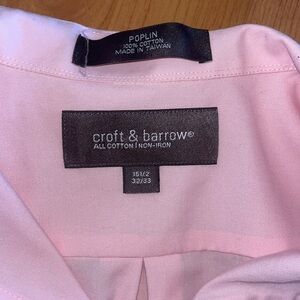 POPLIN
100% COTTON
MADE IN TAIWAN
croft & barrow®
ALL COTTON | NON-IRON
15 1/2
32/33